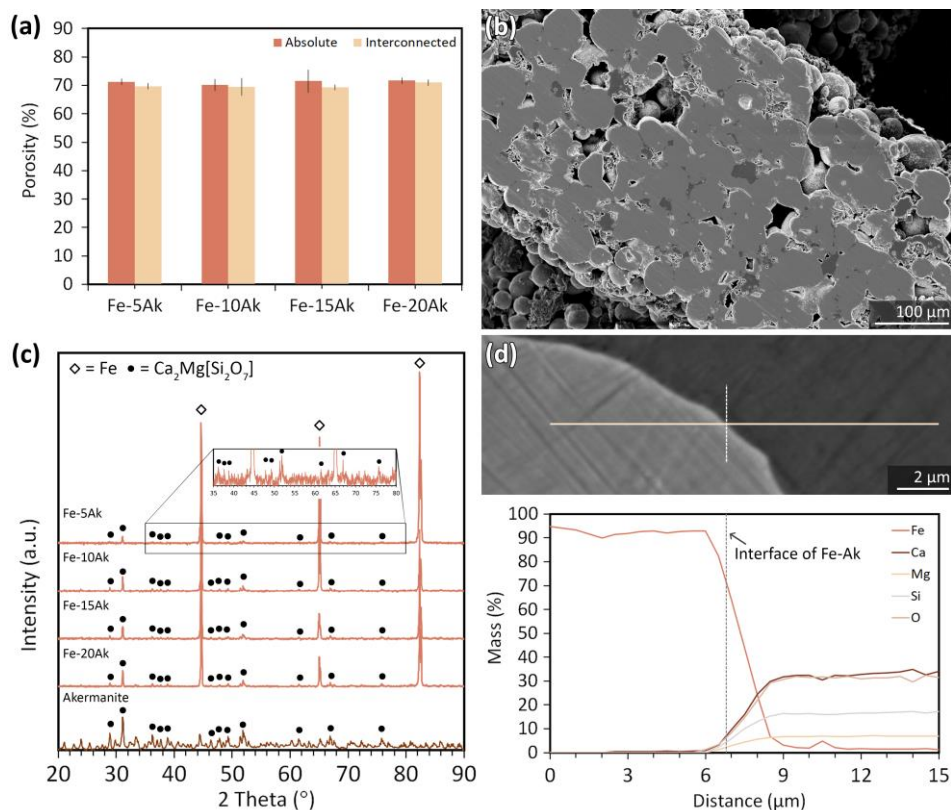 (a)
90
80
70
60
50
40
30
20
10
0
Porosity (%)
Absolute Interconnected
Fe-5Ak Fe-10Ak Fe-15Ak Fe-20Ak
(b)
100 µm
(c)
◇ = Fe ● = Ca₂Mg[Si₂O₇]
35 40 45 50 55 60 65 70 75 80
Fe-5Ak
Fe-10Ak
Fe-15Ak
Fe-20Ak
Akermanite
Intensity (a.u.)
20 30 40 50 60 70 80 90
2 Theta (°)
(d)
2 µm
100
90
80
70
60
50
40
30
20
10
0
Mass (%)
Interface of Fe-Ak
Fe
Ca
Mg
Si
O
0 3 6 9 12 15
Distance (µm)